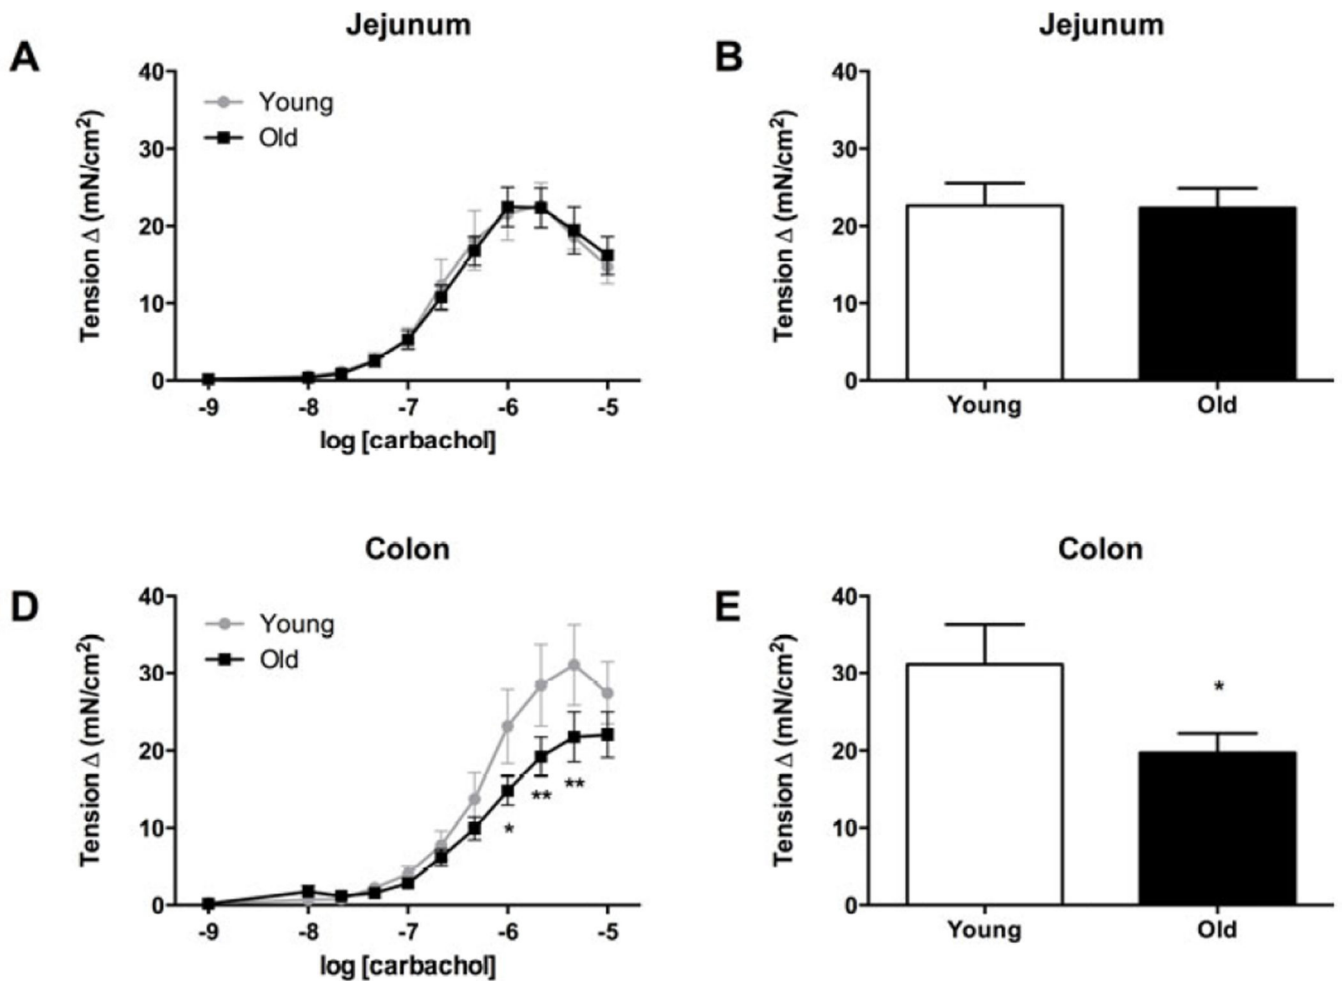 Jejunum
A
Tension Δ (mN/cm²)
40
30
20
10
0
Young
Old
-9 -8 -7 -6 -5
log [carbachol]
Jejunum
B
Tension Δ (mN/cm²)
40
30
20
10
0
Young Old
Colon
D
Tension Δ (mN/cm²)
40
30
20
10
0
Young
Old
**
**
*
-9 -8 -7 -6 -5
log [carbachol]
Colon
E
Tension Δ (mN/cm²)
40
30
20
10
0
*
Young Old